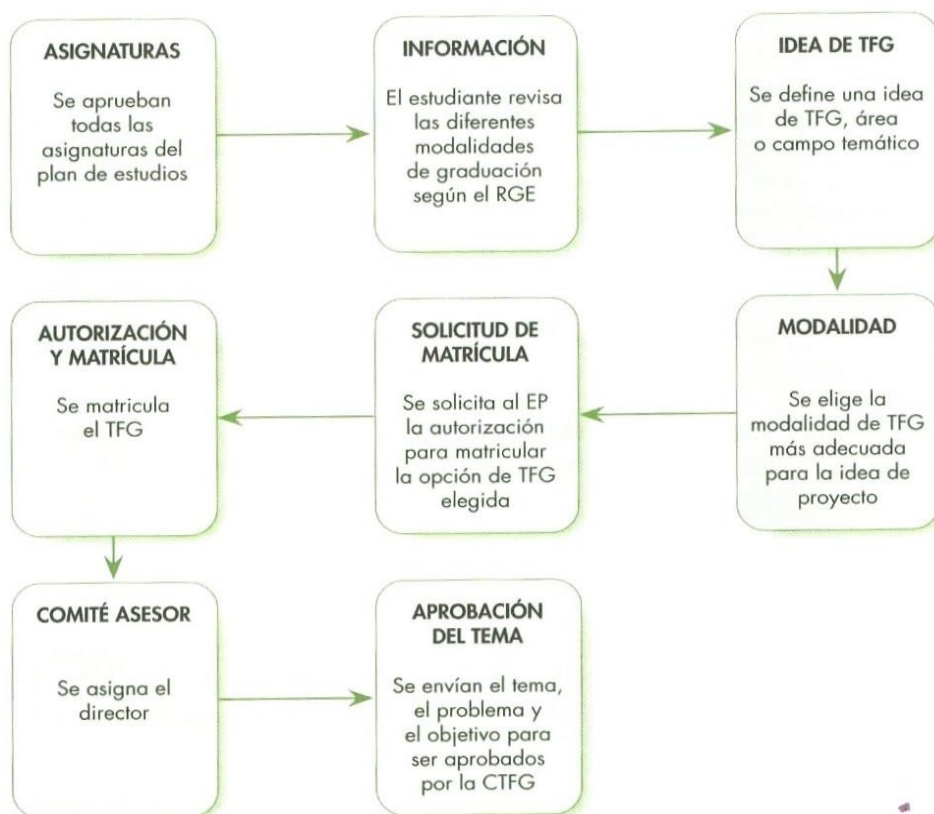 ASIGNATURAS
Se aprueban
todas las
asignaturas del
plan de estudios
INFORMACIÓN
El estudiante revisa
las diferentes
modalidades
de graduación
según el RGE
IDEA DE TFG
Se define una idea
de TFG, área
o campo temático
MODALIDAD
Se elige la
modalidad de TFG
más adecuada
para la idea de
proyecto
SOLICITUD DE
MATRÍCULA
Se solicita al EP
la autorización
para matricular
la opción de TFG
elegida
AUTORIZACIÓN
Y MATRÍCULA
Se matricula
el TFG
COMITÉ ASESOR
Se asigna el
director
APROBACIÓN
DEL TEMA
Se envían el tema,
el problema y
el objetivo para
ser aprobados
por la CTFG